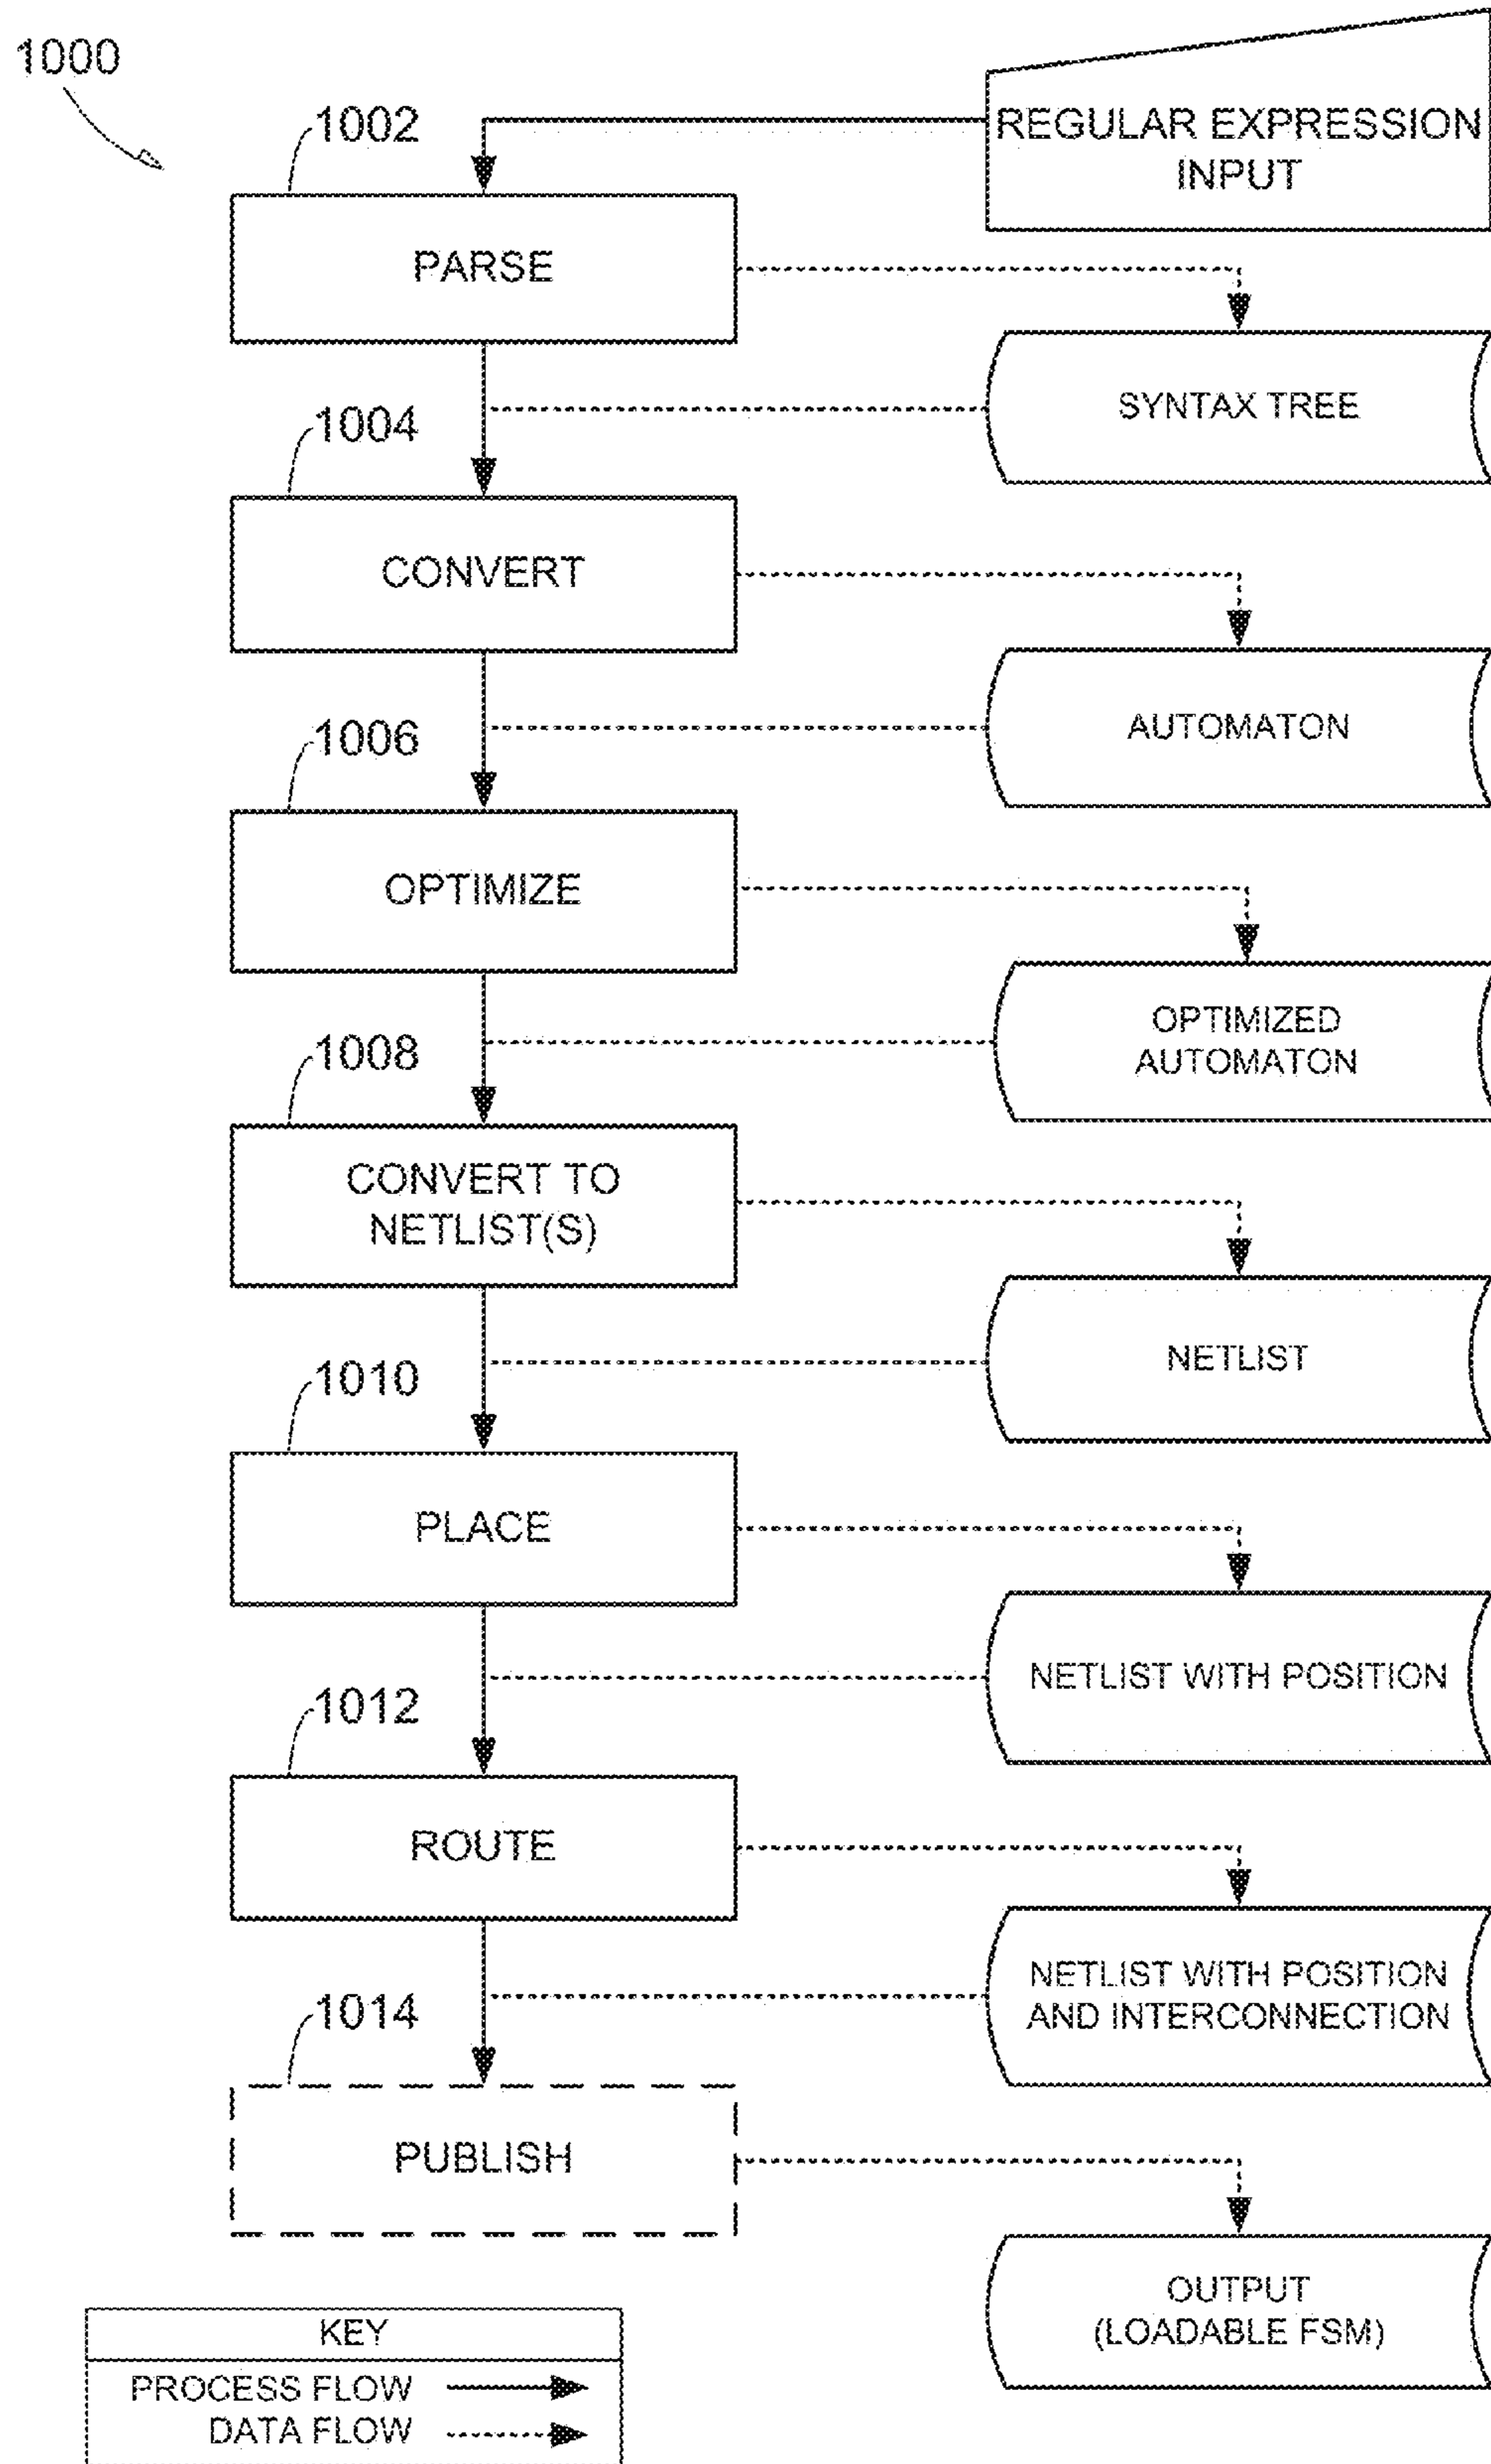 1000
REGULAR EXPRESSION
INPUT
1002
PARSE
SYNTAX TREE
1004
CONVERT
AUTOMATON
1006
OPTIMIZE
OPTIMIZED
AUTOMATON
1008
CONVERT TO
NETLIST(S)
NETLIST
1010
PLACE
NETLIST WITH POSITION
1012
ROUTE
NETLIST WITH POSITION
AND INTERCONNECTION
1014
PUBLISH
OUTPUT
(LOADABLE FSM)
KEY
PROCESS FLOW
DATA FLOW